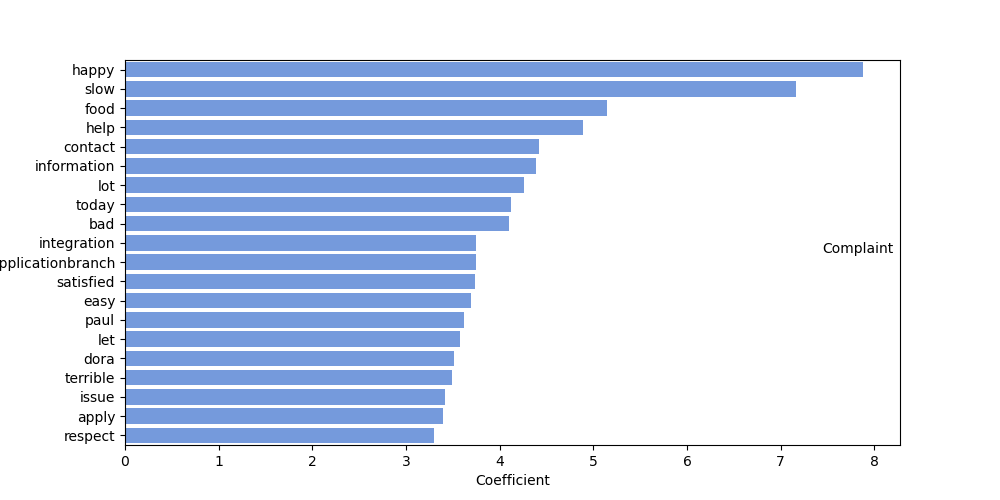 happy
slow
food
help
contact
information
lot
today
bad
integration
Complaint
pplicationbranch
satisfied
easy
paul
let
dora
terrible
issue
apply
respect
0 1 2 3 4 5 6 7 8
Coefficient